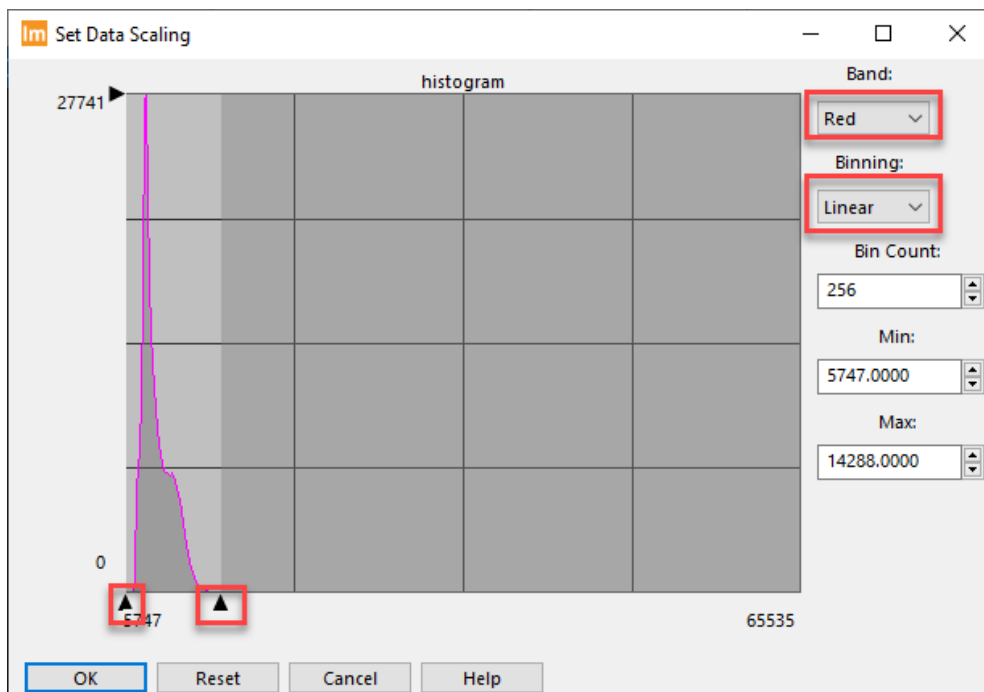 Im Set Data Scaling
histogram
27741
0
5747
65535
Band:
Red
Binning:
Linear
Bin Count:
256
Min:
5747.0000
Max:
14288.0000
OK Reset Cancel Help